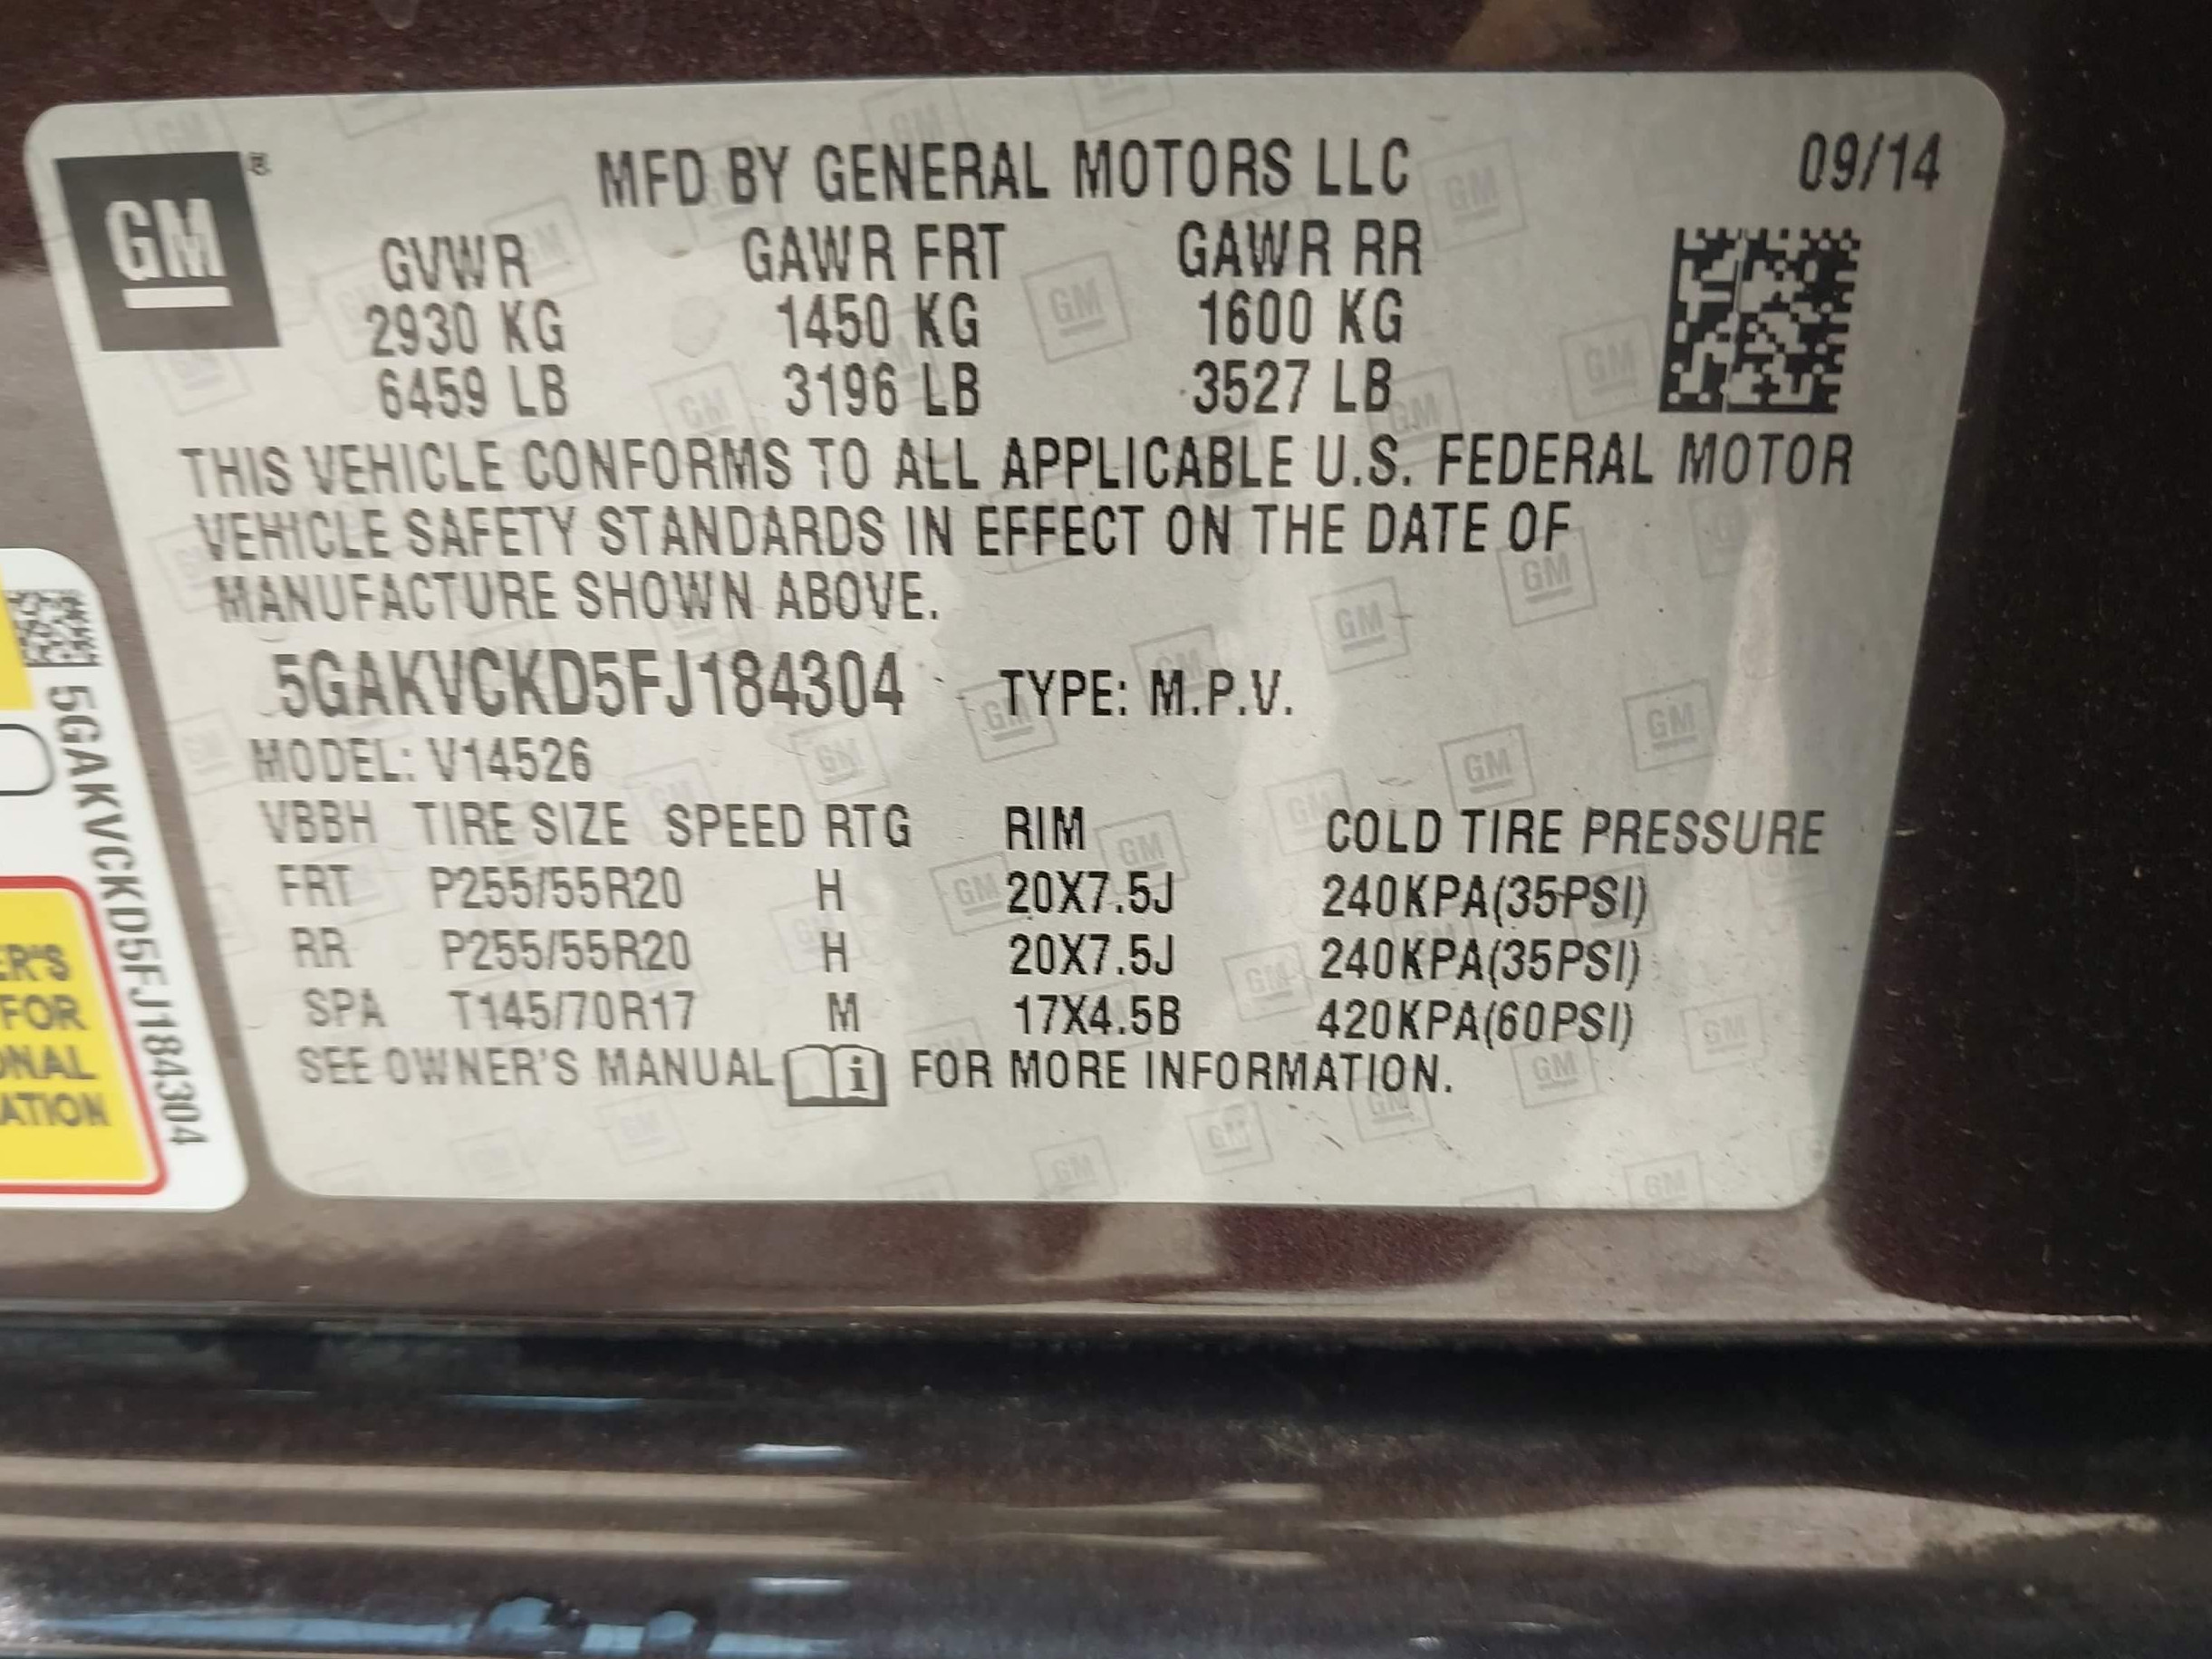 GM
MFD BY GENERAL MOTORS LLC 09/14
GVWR GAWR FRT GAWR RR
2930 KG 1450 KG 1600 KG
6459 LB 3196 LB 3527 LB
THIS VEHICLE CONFORMS TO ALL APPLICABLE U.S. FEDERAL MOTOR
VEHICLE SAFETY STANDARDS IN EFFECT ON THE DATE OF
MANUFACTURE SHOWN ABOVE.
5GAKVCKD5FJ184304 TYPE: M.P.V.
MODEL: V14526
VBBH TIRE SIZE SPEED RTG RIM COLD TIRE PRESSURE
FRT P255/55R20 H 20X7.5J 240KPA(35PSI)
RR P255/55R20 H 20X7.5J 240KPA(35PSI)
SPA T145/70R17 M 17X4.5B 420KPA(60PSI)
SEE OWNER'S MANUAL i FOR MORE INFORMATION.
5GAKVCKD5FJ184304
ER'S
FOR
ONAL
ATION